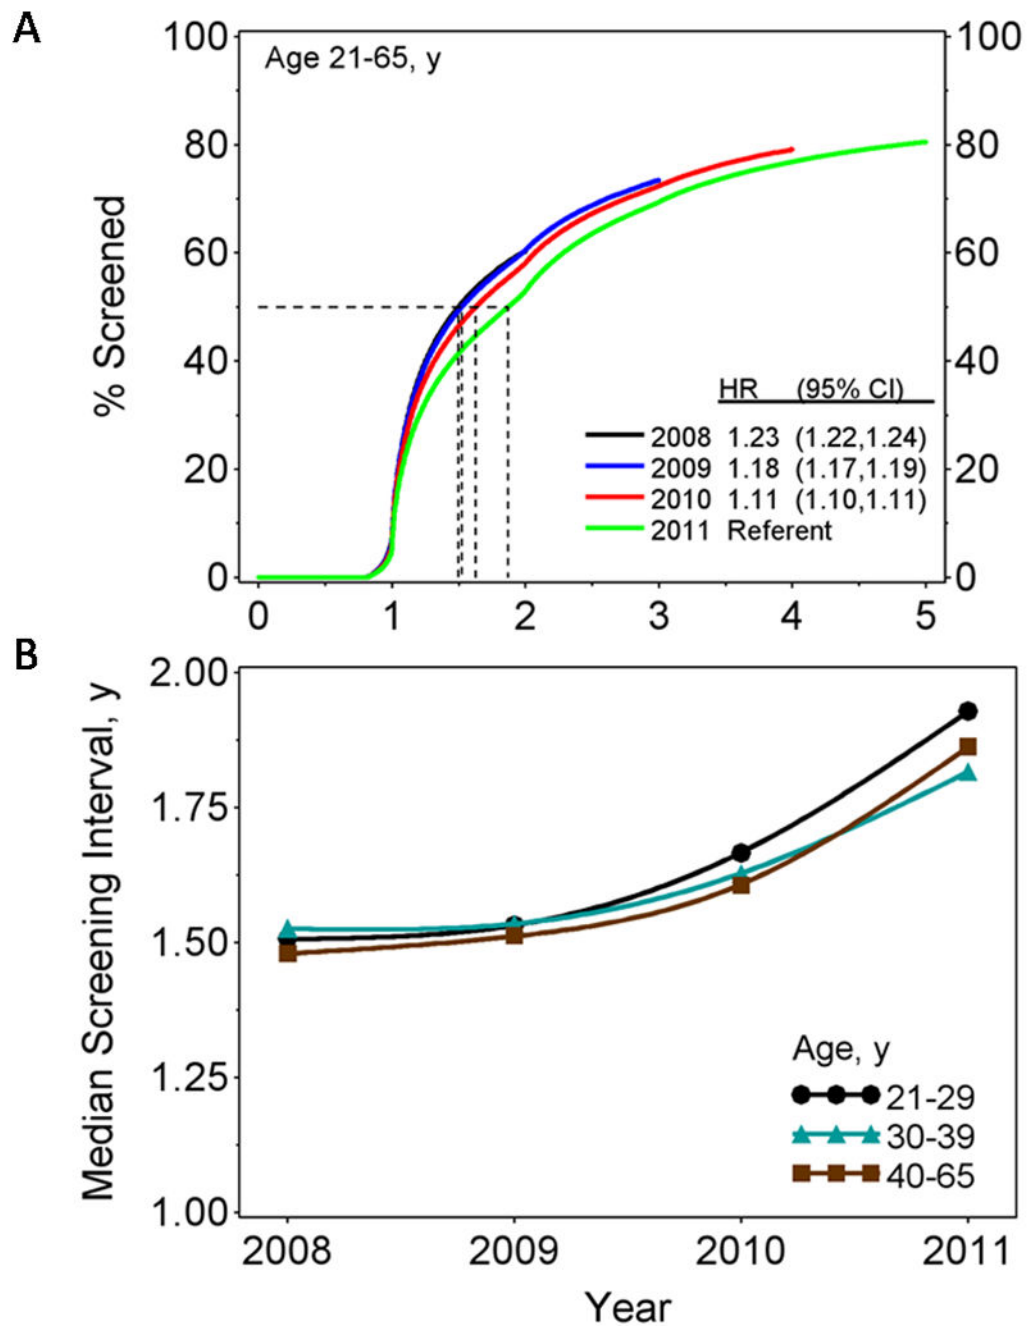 A
100 100
Age 21-65, y
80 80
60 60
% Screened
40 40
HR (95% CI)
2008 1.23 (1.22,1.24)
20 2009 1.18 (1.17,1.19) 20
2010 1.11 (1.10,1.11)
2011 Referent
0 0
0 1 2 3 4 5
B
2.00
1.75
Median Screening Interval, y
1.50
1.25
Age, y
21-29
30-39
40-65
1.00
2008 2009 2010 2011
Year